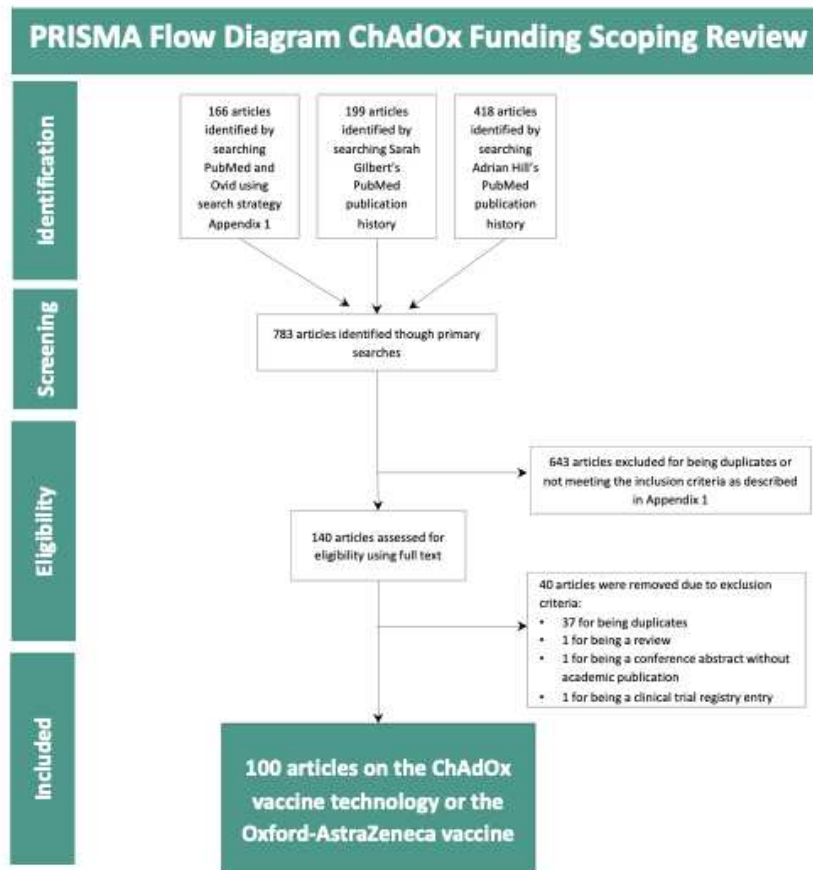 PRISMA Flow Diagram ChAdOx Funding Scoping Review
Identification
166 articles
identified by
searching
PubMed and
Ovid using
search strategy
Appendix 1
199 articles
identified by
searching Sarah
Gilbert's
PubMed
publication
history
418 articles
identified by
searching
Adrian Hill's
PubMed
publication
history
Screening
783 articles identified though primary
searches
Eligibility
643 articles excluded for being duplicates or
not meeting the inclusion criteria as described
in Appendix 1
140 articles assessed for
eligibility using full text
40 articles were removed due to exclusion
criteria:
• 37 for being duplicates
• 1 for being a review
• 1 for being a conference abstract without
academic publication
• 1 for being a clinical trial registry entry
Included
100 articles on the ChAdOx
vaccine technology or the
Oxford-AstraZeneca vaccine